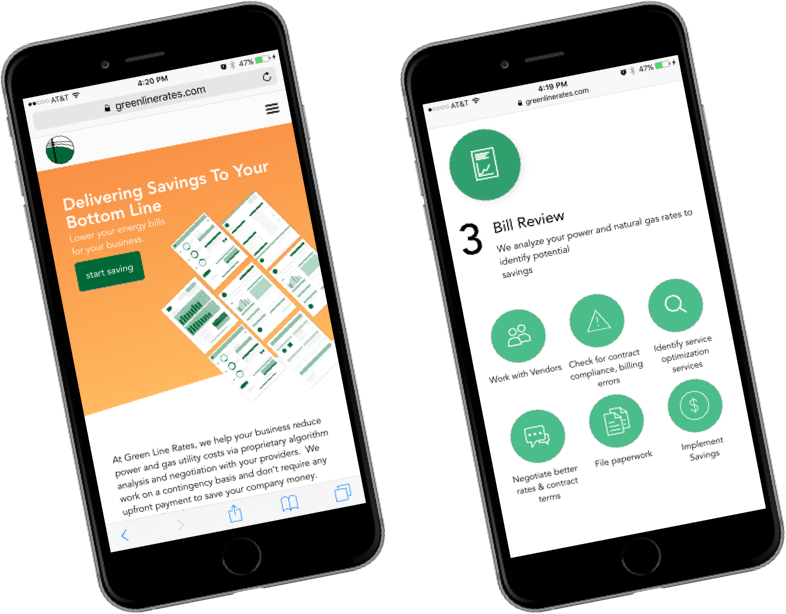 AT&T
4:20 PM
47%
greenlinerates.com
Delivering Savings To Your
Bottom Line
Lower your energy bills
for your business.
start saving
At Green Line Rates, we help your business reduce
power and gas utility costs via proprietary algorithm
analysis and negotiation with your providers. We
work on a contingency basis and don't require any
upfront payment to save your company money.
AT&T
4:19 PM
47%
greenlinerates.com
3
Bill Review
We analyze your power and natural gas rates to
identify potential
savings
Work with Vendors
Check for contract
compliance, billing
errors
Identify service
optimization
services
Negotiate better
rates & contract
terms
File paperwork
Implement
Savings